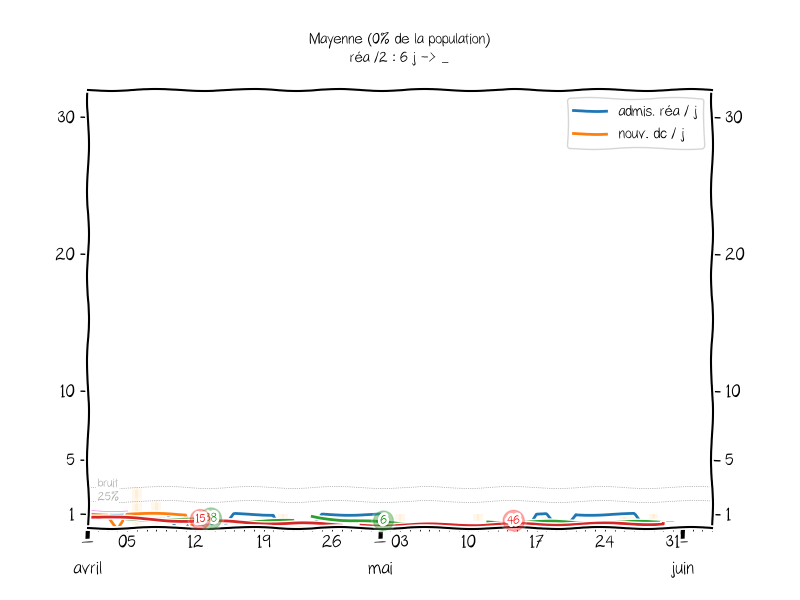 Mayenne (0% de la population)
réa /2 : 6 j -> _
30
30
admis. réa / j
nouv. dc / j
20
20
10
10
5
5
bruit
25%
1
1
15
6
46
05
12
19
26
03
10
17
24
31
avril
mai
juin